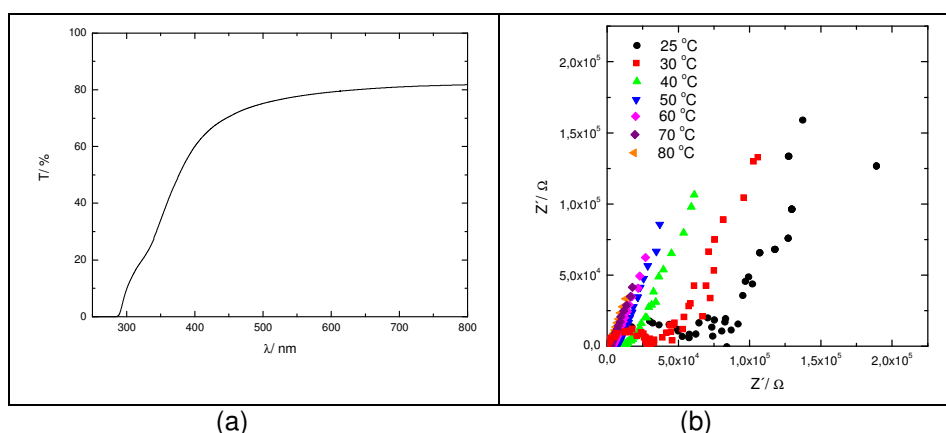 100
80
60
40
20
0
T/ %
300 400 500 600 700 800
λ/ nm
(a)
2,0x10⁵
1,5x10⁵
1,0x10⁵
5,0x10⁴
0,0
Z´/ Ω
25 °C
30 °C
40 °C
50 °C
60 °C
70 °C
80 °C
0,0 5,0x10⁴ 1,0x10⁵ 1,5x10⁵ 2,0x10⁵
Z´/ Ω
(b)